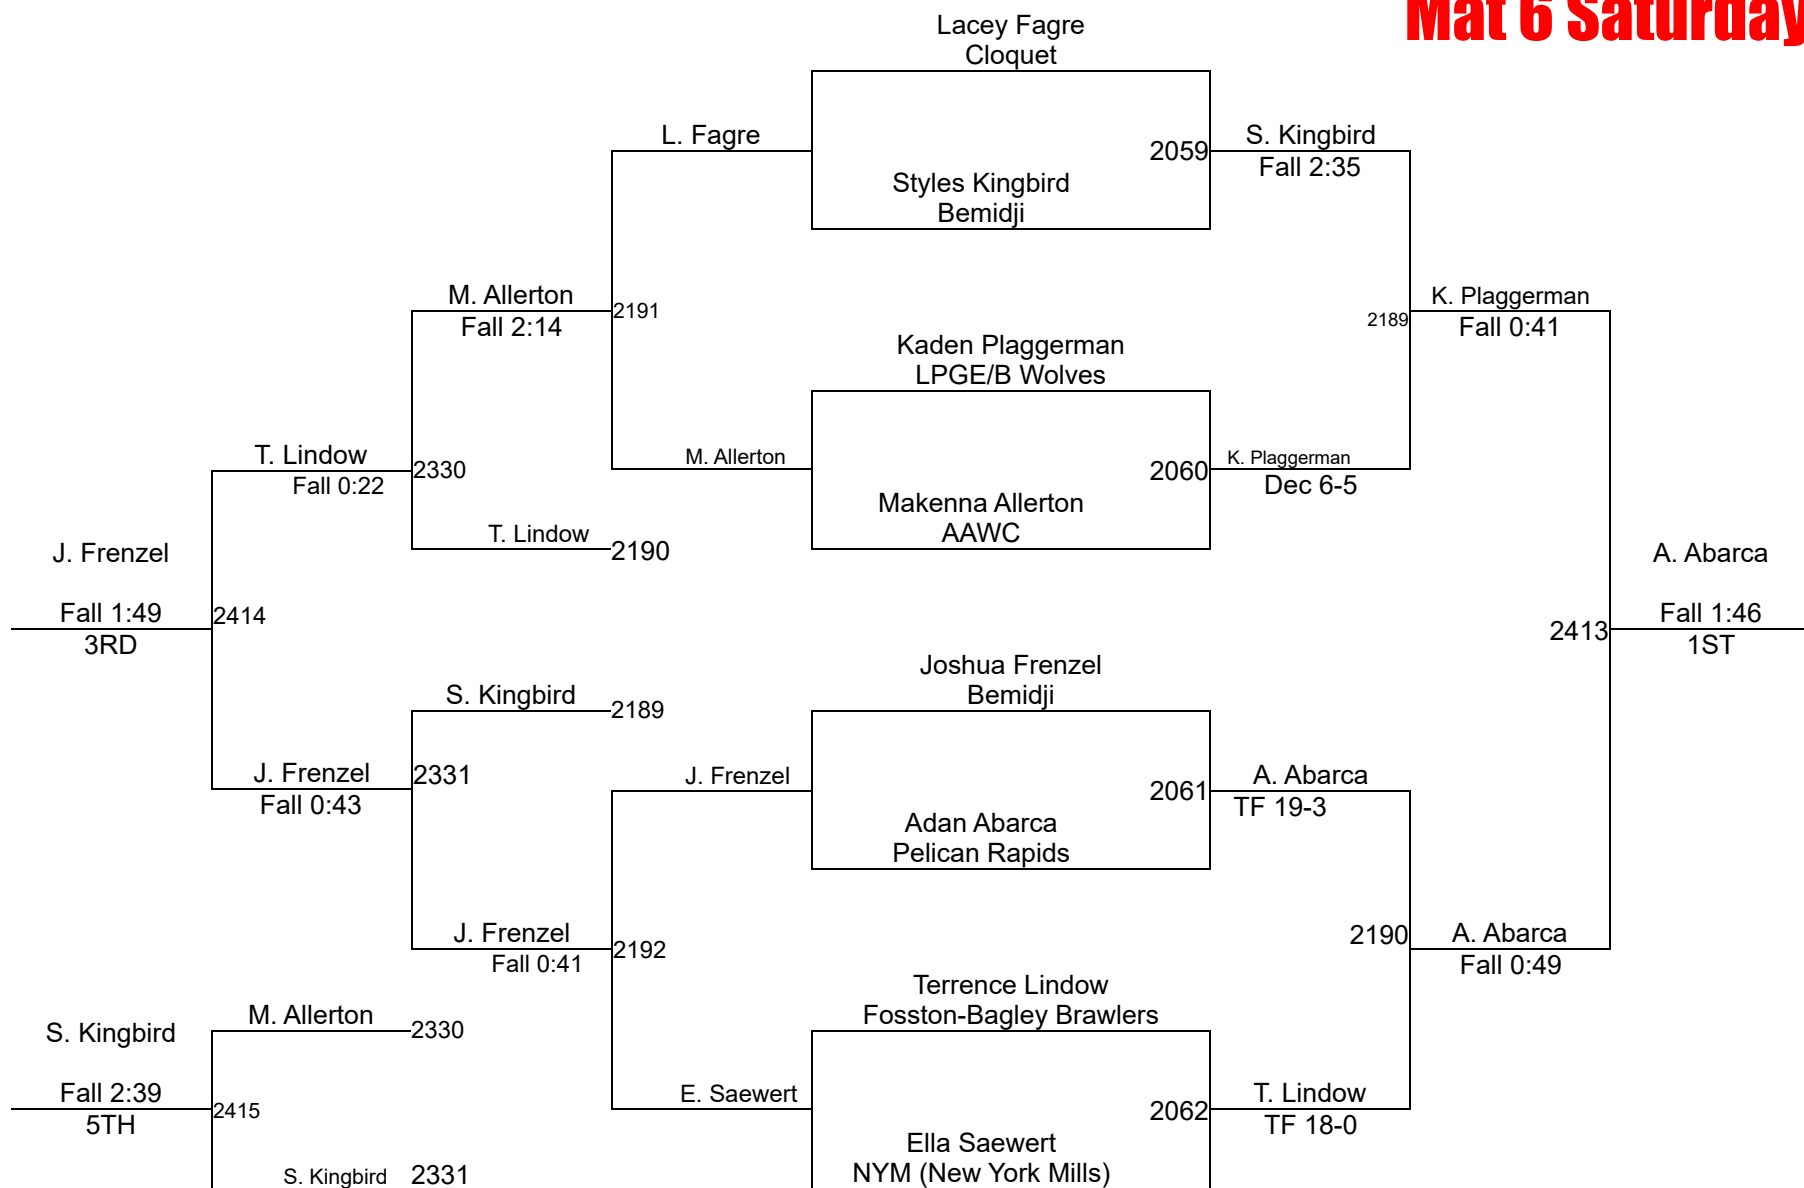 Mat 6 Saturday
Lacey Fagre
Cloquet
L. Fagre
2059
S. Kingbird
Fall 2:35
Styles Kingbird
Bemidji
M. Allerton
Fall 2:14
2191
2189
K. Plaggerman
Fall 0:41
Kaden Plaggerman
LPGE/B Wolves
T. Lindow
Fall 0:22
2330
M. Allerton
2060
K. Plaggerman
Dec 6-5
Makenna Allerton
AAWC
T. Lindow
2190
J. Frenzel
Fall 1:49
3RD
2414
A. Abarca
2413
Fall 1:46
1ST
Joshua Frenzel
Bemidji
S. Kingbird
2189
J. Frenzel
Fall 0:43
2331
J. Frenzel
2061
A. Abarca
TF 19-3
Adan Abarca
Pelican Rapids
J. Frenzel
Fall 0:41
2192
2190
A. Abarca
Fall 0:49
Terrence Lindow
Fosston-Bagley Brawlers
S. Kingbird
M. Allerton
2330
Fall 2:39
5TH
2415
E. Saewert
2062
T. Lindow
TF 18-0
Ella Saewert
NYM (New York Mills)
S. Kingbird
2331